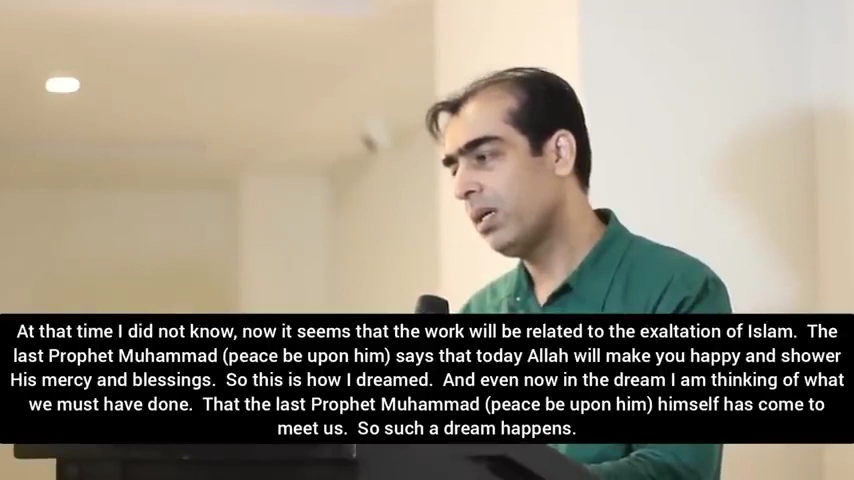 At that time I did not know, now it seems that the work will be related to the exaltation of Islam.  The
last Prophet Muhammad (peace be upon him) says that today Allah will make you happy and shower
His mercy and blessings.  So this is how I dreamed.  And even now in the dream I am thinking of what
we must have done.  That the last Prophet Muhammad (peace be upon him) himself has come to
meet us.  So such a dream happens.